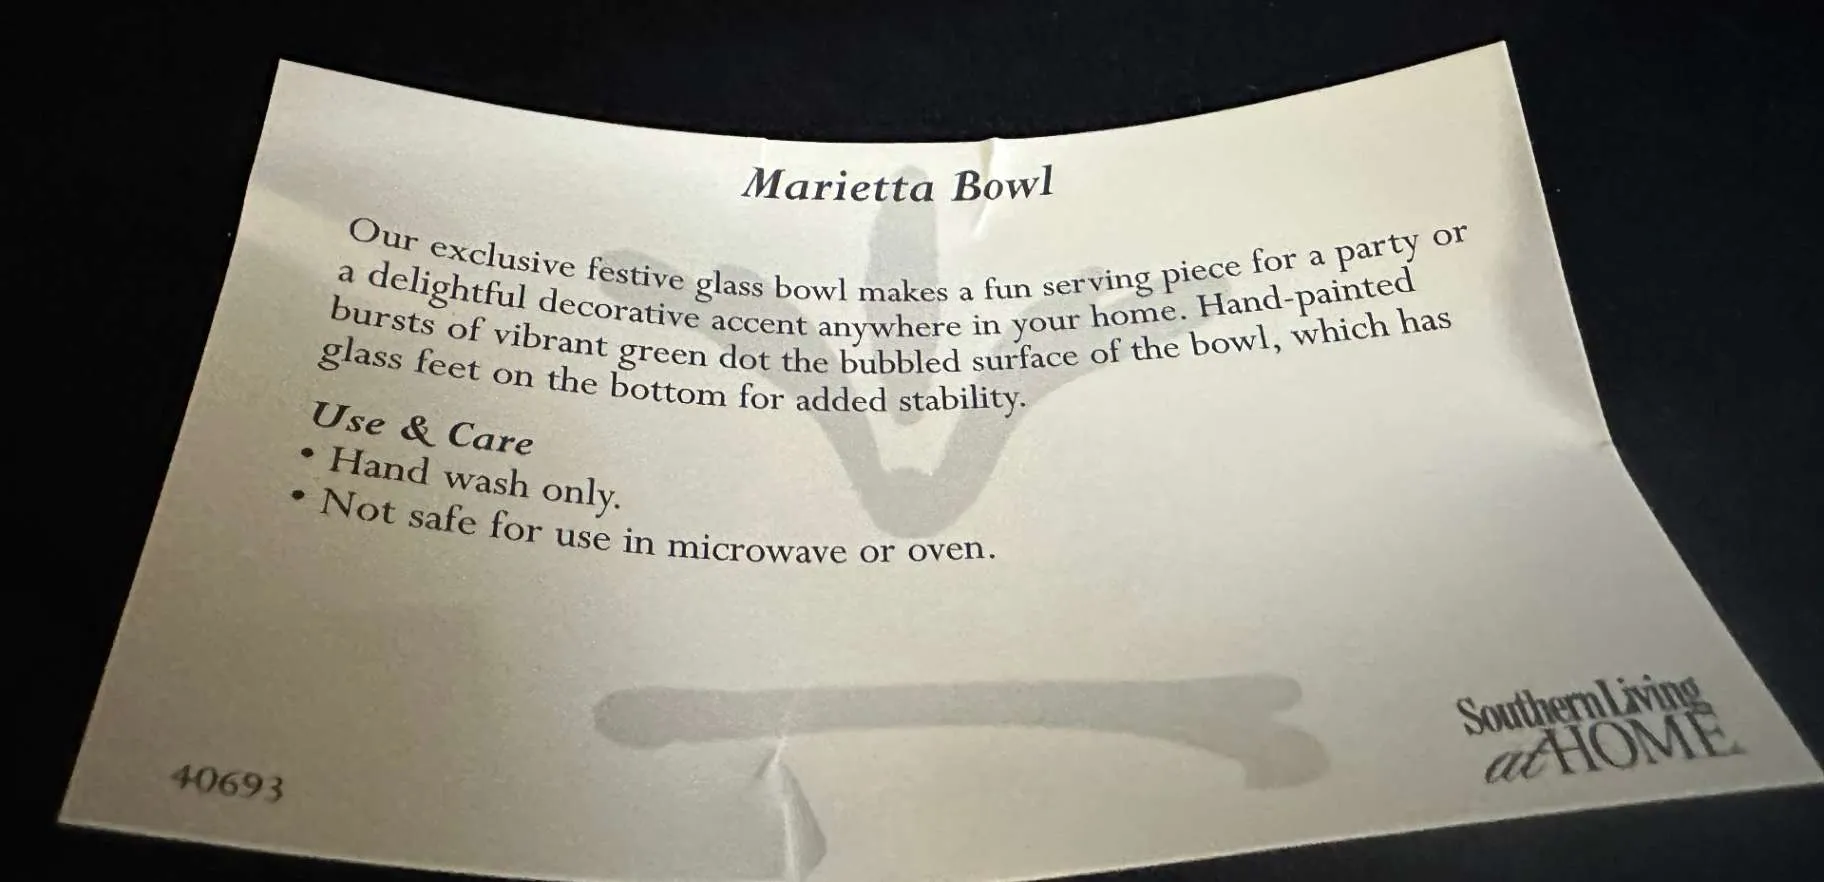 Marietta Bowl
Our exclusive festive glass bowl makes a fun serving piece for a party or
a delightful decorative accent anywhere in your home. Hand-painted
bursts of vibrant green dot the bubbled surface of the bowl, which has
glass feet on the bottom for added stability.
Use & Care
• Hand wash only.
• Not safe for use in microwave or oven.
40693
Southern Living
at HOME